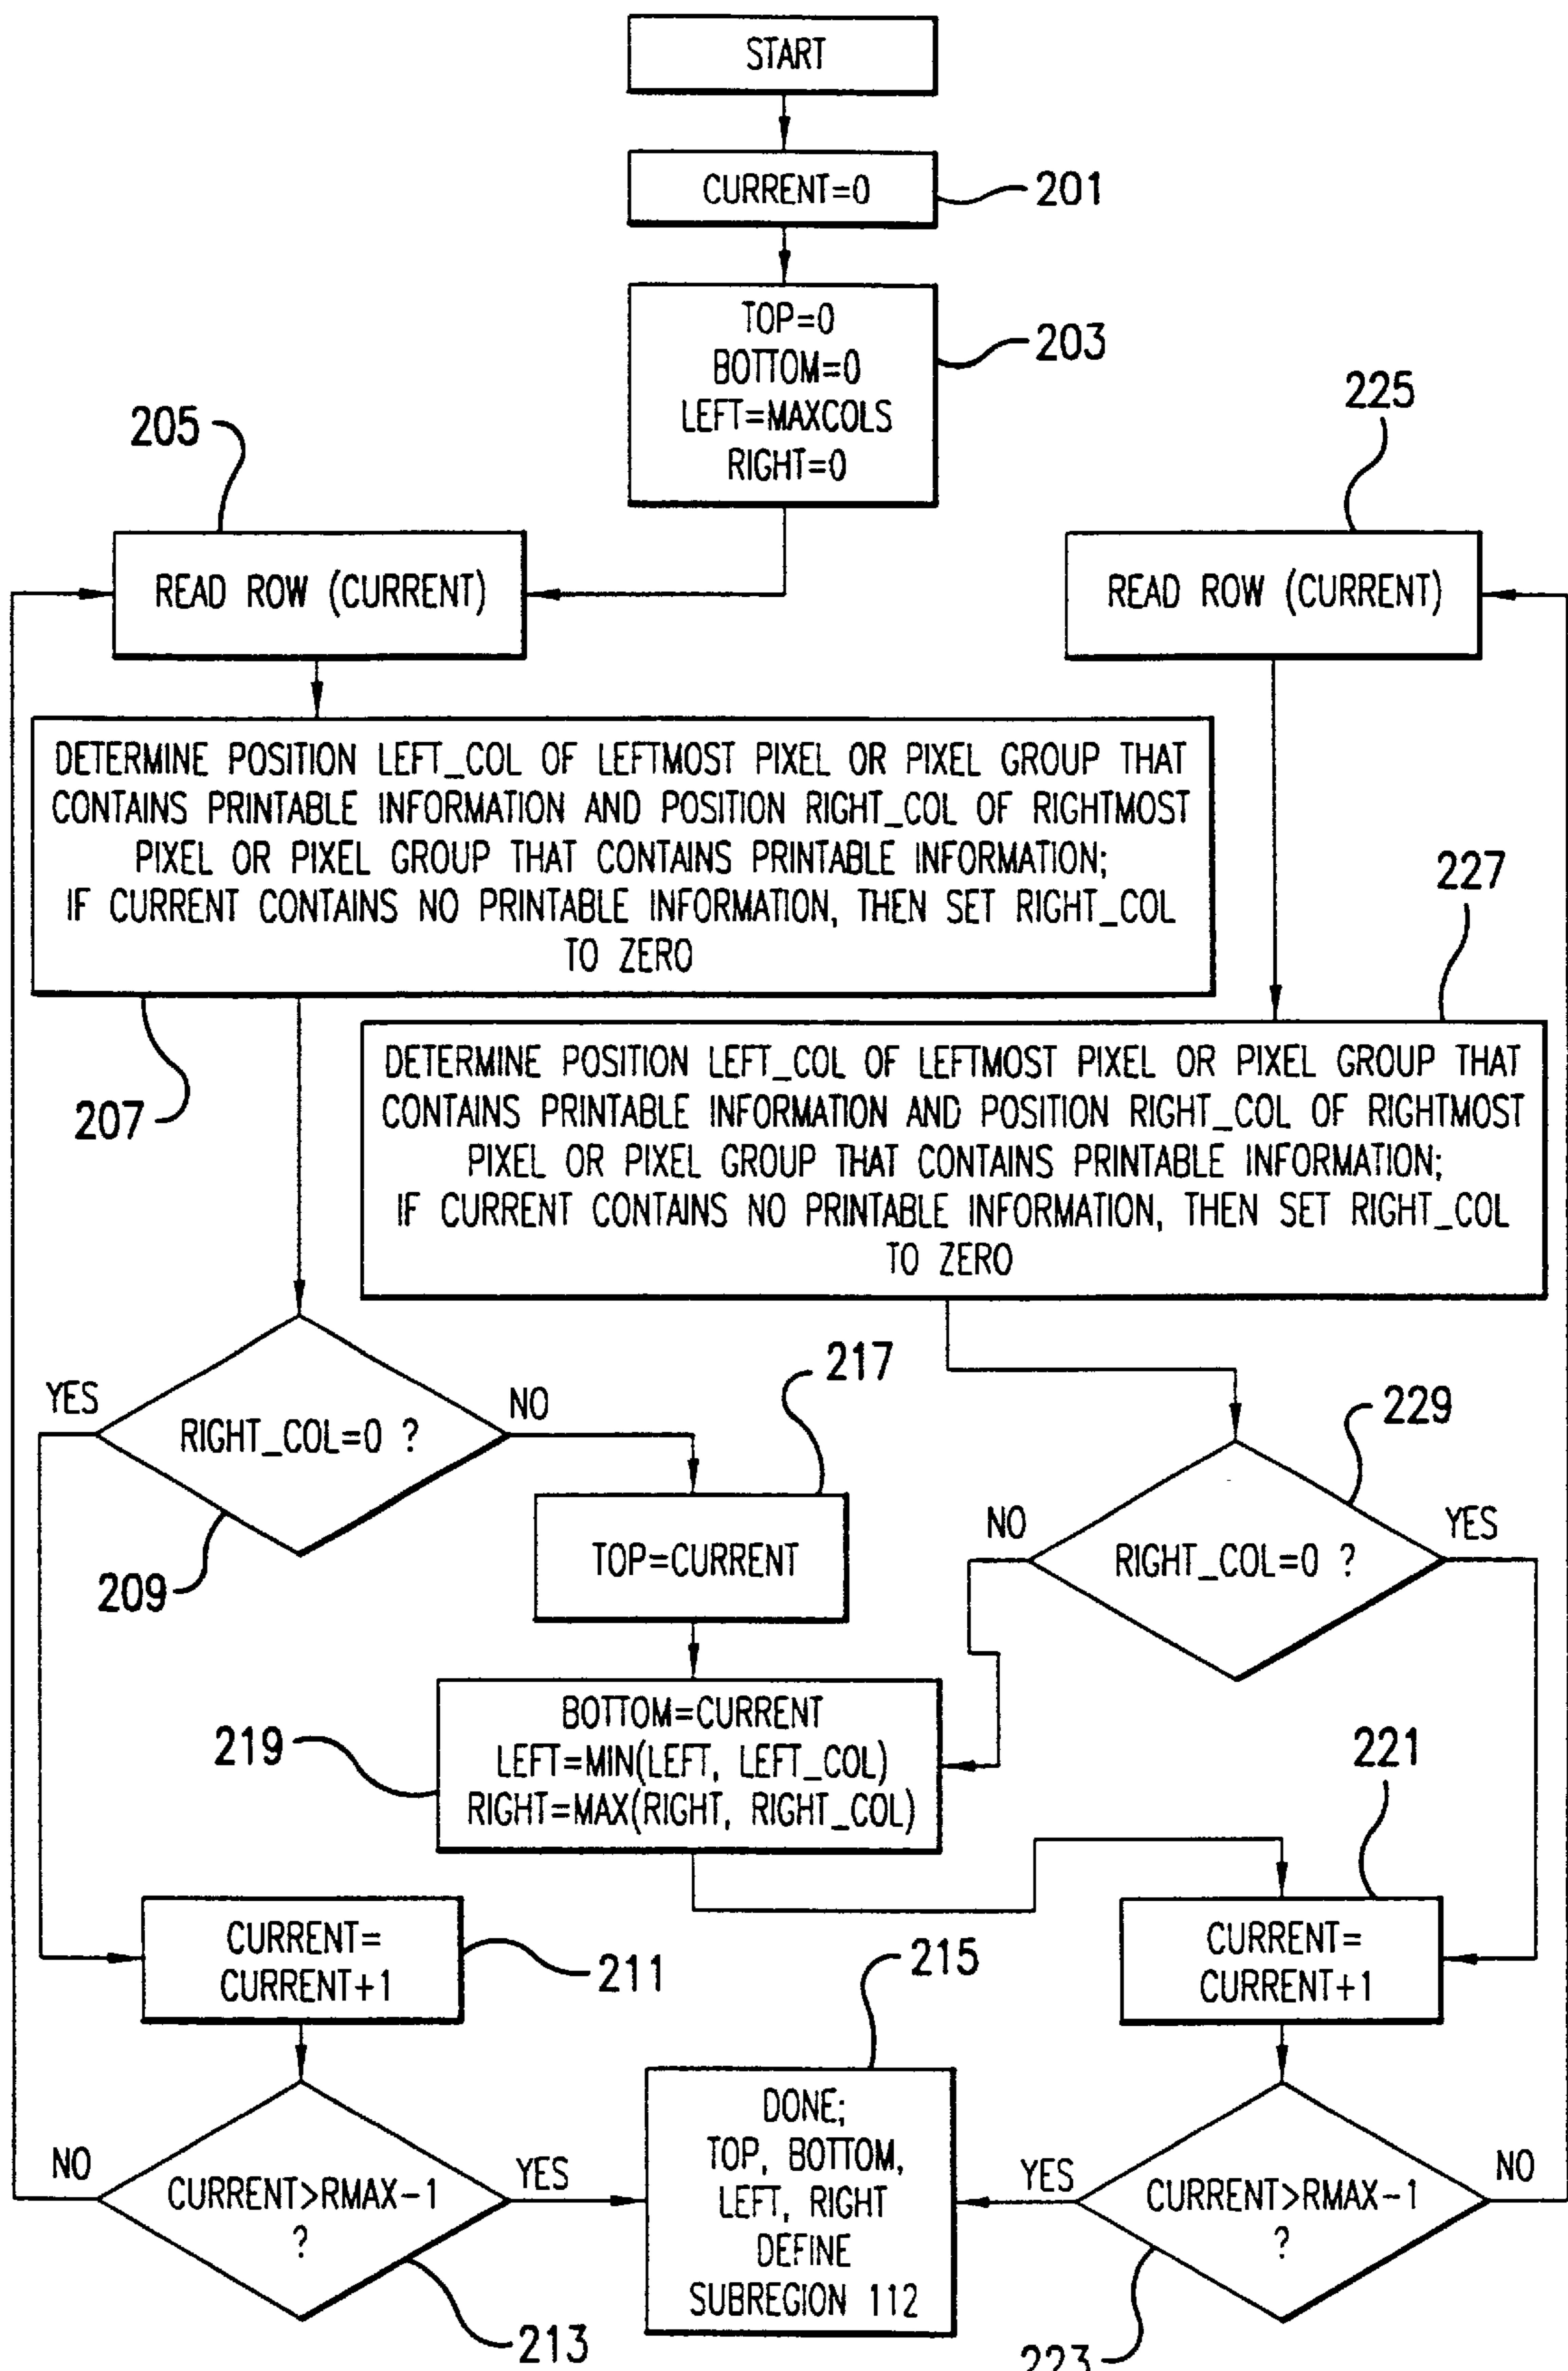 START
CURRENT=0
201
TOP=0
BOTTOM=0
LEFT=MAXCOLS
RIGHT=0
203
205
225
READ ROW (CURRENT)
READ ROW (CURRENT)
DETERMINE POSITION LEFT_COL OF LEFTMOST PIXEL OR PIXEL GROUP THAT
CONTAINS PRINTABLE INFORMATION AND POSITION RIGHT_COL OF RIGHTMOST
PIXEL OR PIXEL GROUP THAT CONTAINS PRINTABLE INFORMATION;
IF CURRENT CONTAINS NO PRINTABLE INFORMATION, THEN SET RIGHT_COL
TO ZERO
207
227
DETERMINE POSITION LEFT_COL OF LEFTMOST PIXEL OR PIXEL GROUP THAT
CONTAINS PRINTABLE INFORMATION AND POSITION RIGHT_COL OF RIGHTMOST
PIXEL OR PIXEL GROUP THAT CONTAINS PRINTABLE INFORMATION;
IF CURRENT CONTAINS NO PRINTABLE INFORMATION, THEN SET RIGHT_COL
TO ZERO
YES
RIGHT_COL=0 ?
NO
209
217
TOP=CURRENT
229
NO
RIGHT_COL=0 ?
YES
219
BOTTOM=CURRENT
LEFT=MIN(LEFT, LEFT_COL)
RIGHT=MAX(RIGHT, RIGHT_COL)
221
CURRENT=
CURRENT+1
211
215
CURRENT=
CURRENT+1
NO
CURRENT>RMAX-1
?
YES
213
DONE;
TOP, BOTTOM,
LEFT, RIGHT
DEFINE
SUBREGION 112
YES
CURRENT>RMAX-1
?
NO
223